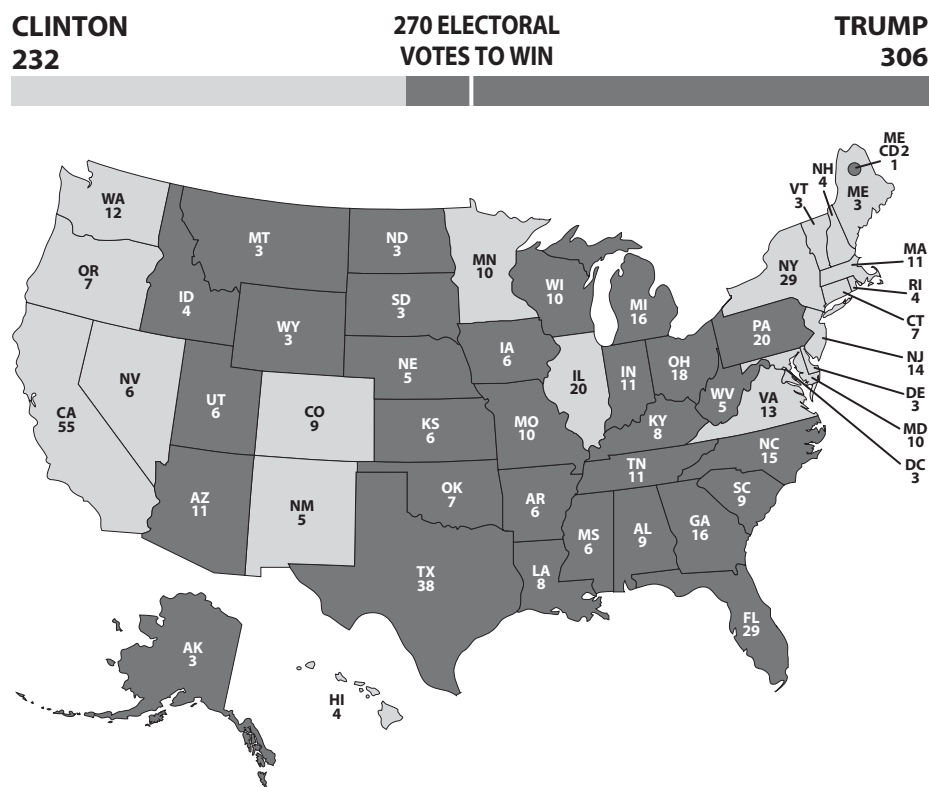 CLINTON
232
270 ELECTORAL
VOTES TO WIN
TRUMP
306
ME
CD2
1
NH
4
VT
3
ME
3
WA
12
MT
3
ND
3
MN
10
OR
7
ID
4
WY
3
SD
3
WI
10
MI
16
NY
29
MA
11
RI
4
CT
7
PA
20
NJ
14
DE
3
MD
10
DC
3
IA
6
NE
5
IL
20
IN
11
OH
18
WV
5
VA
13
NV
6
UT
6
CO
9
CA
55
KS
6
MO
10
KY
8
NC
15
TN
11
SC
9
AZ
11
NM
5
OK
7
AR
6
MS
6
AL
9
GA
16
TX
38
LA
8
FL
29
AK
3
HI
4